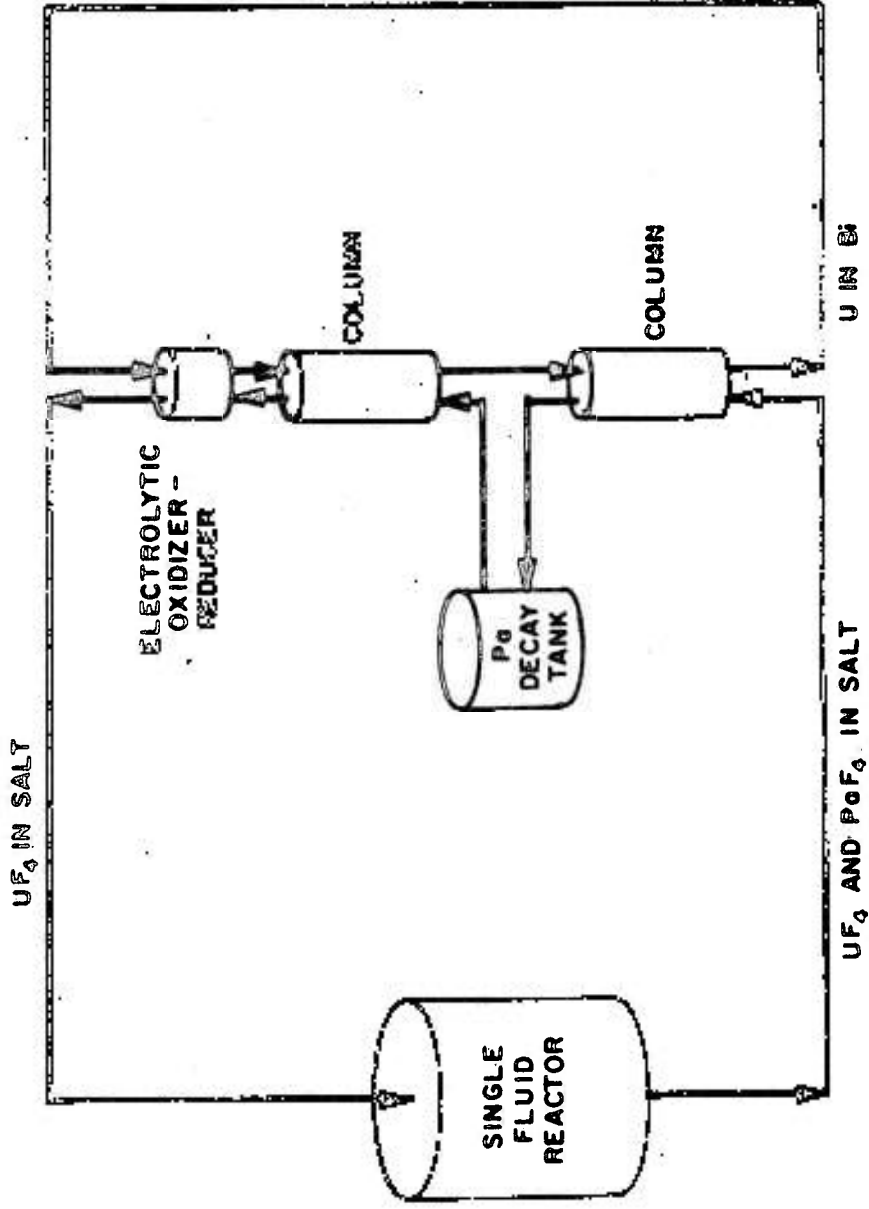 UF₄ IN SALT
ELECTROLYTIC
OXIDIZER-
REDUCER
COLUMN
Pa
DECAY
TANK
COLUMN
SINGLE
FLUID
REACTOR
UF₄ AND PaF₄ IN SALT
U IN Bi